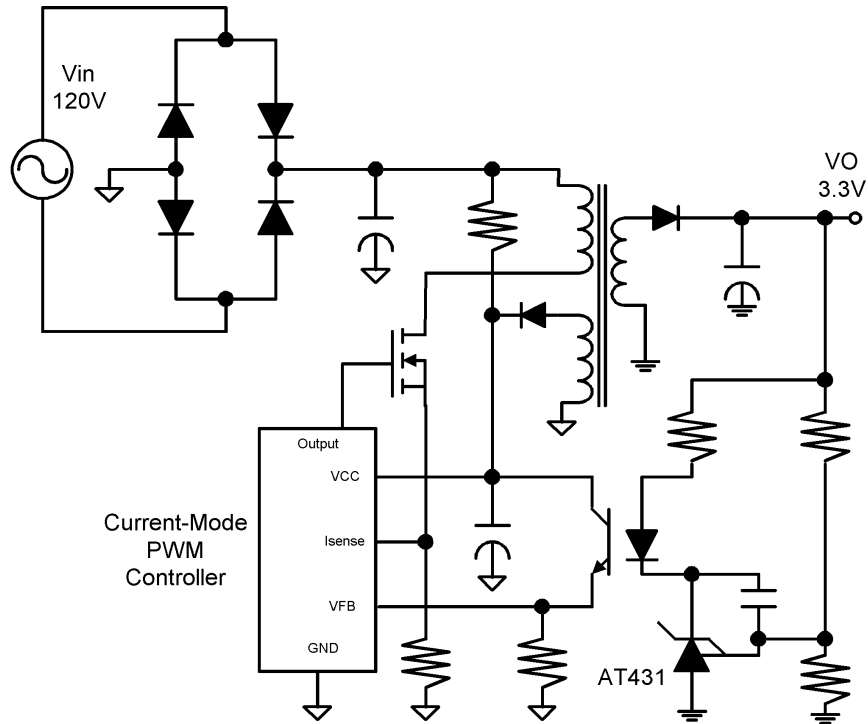 Vin
120V
VO
3.3V
Output
VCC
Current-Mode
PWM
Controller
Isense
VFB
GND
AT431